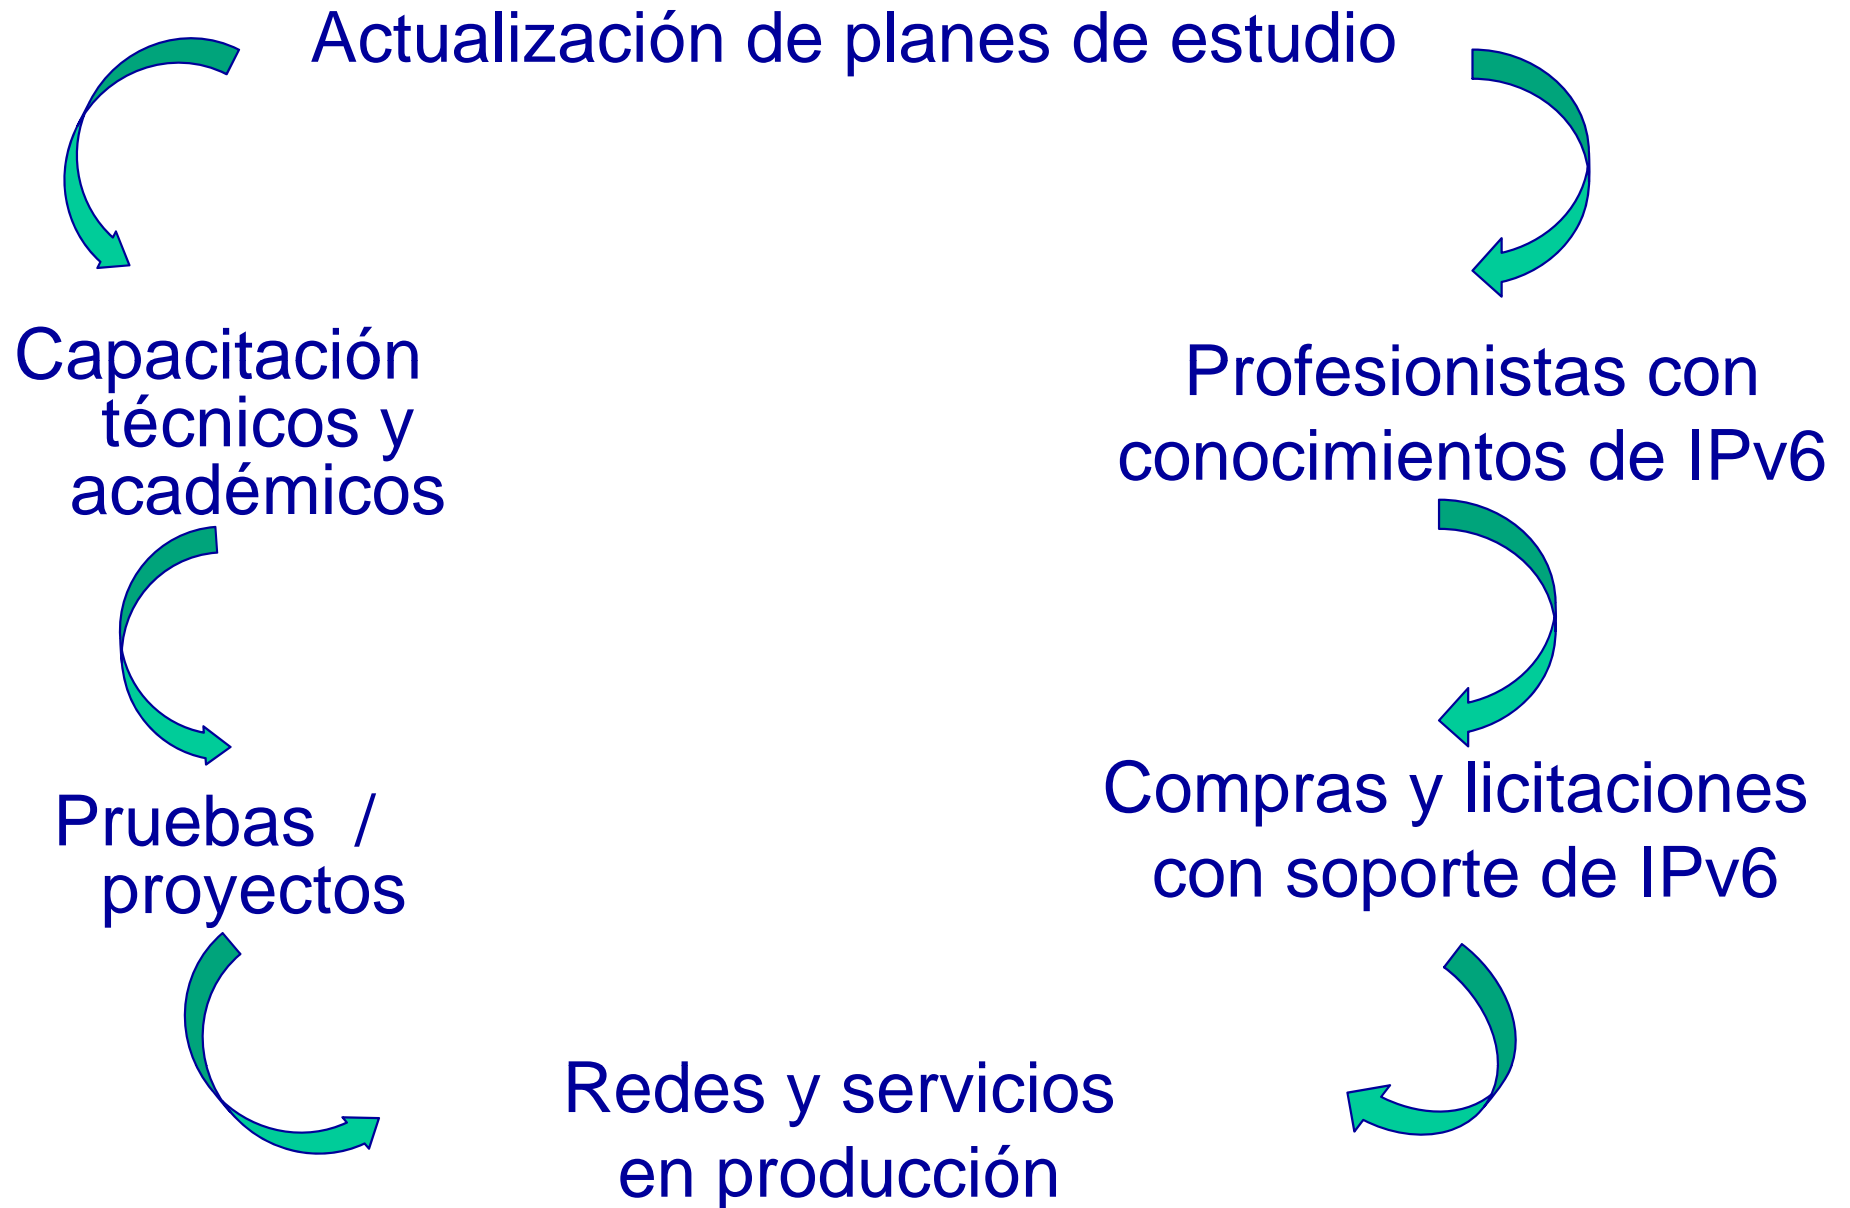 Actualización de planes de estudio
Capacitación
técnicos y
académicos
Profesionistas con
conocimientos de IPv6
Pruebas /
proyectos
Compras y licitaciones
con soporte de IPv6
Redes y servicios
en producción